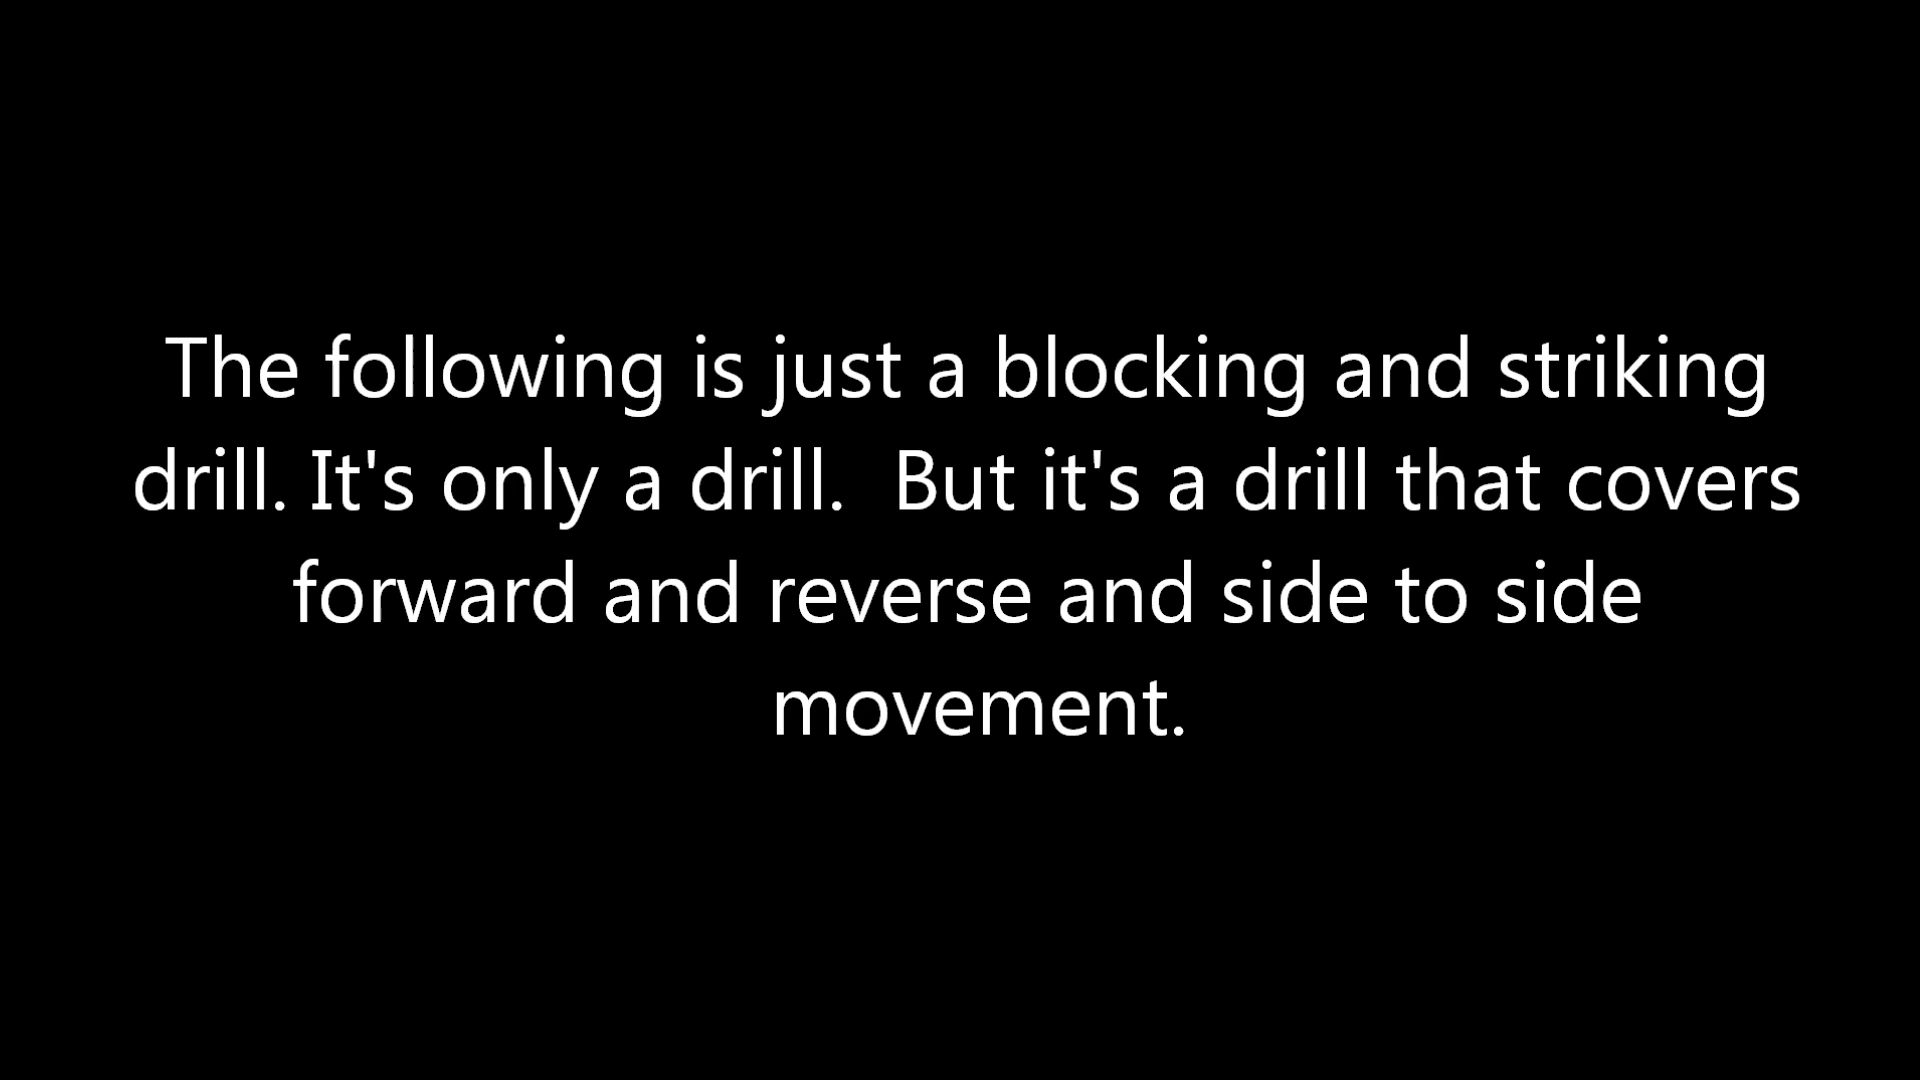 The following is just a blocking and striking
drill. It's only a drill.  But it's a drill that covers
forward and reverse and side to side
movement.